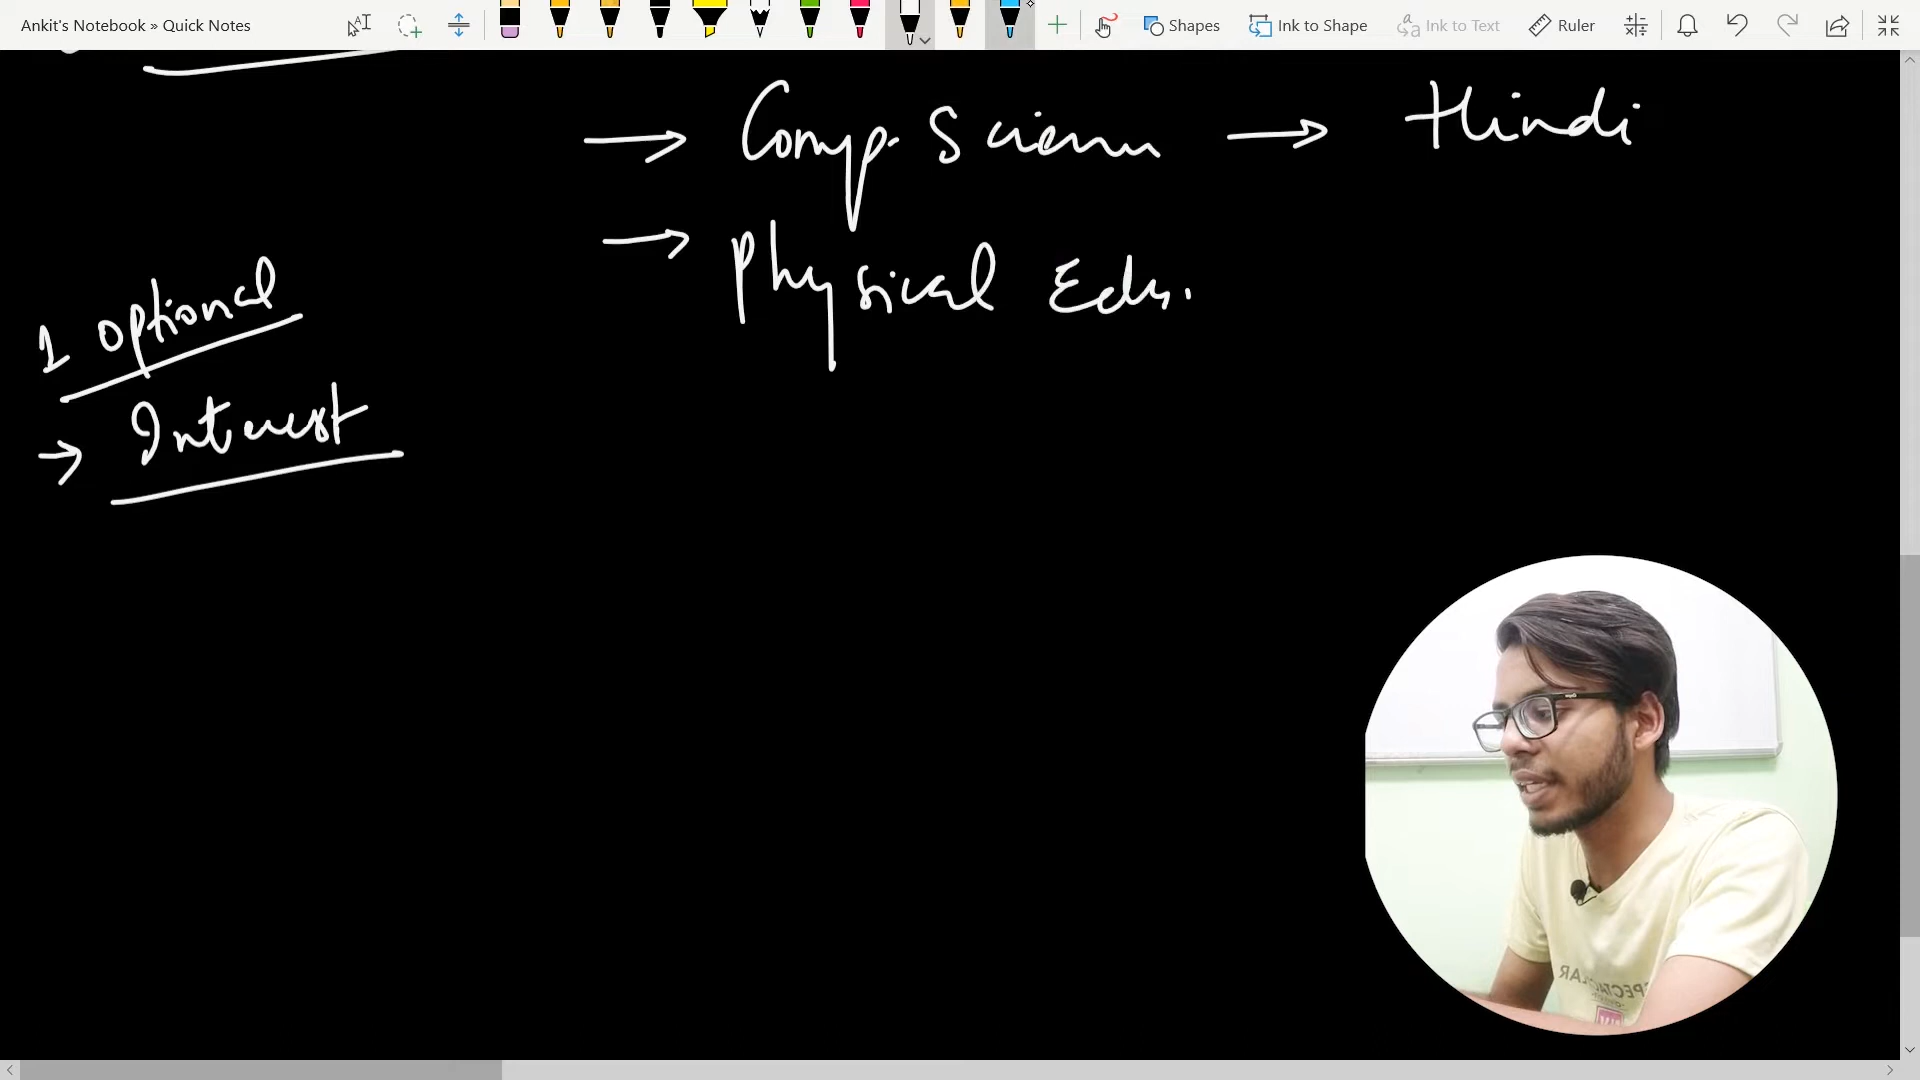 Ankit's Notebook » Quick Notes
Shapes
Ink to Shape
Ink to Text
Ruler
→ Comp. Science → Hindi
→ Physical Edu.
1 optional
→ Interest
SPECTACULAR